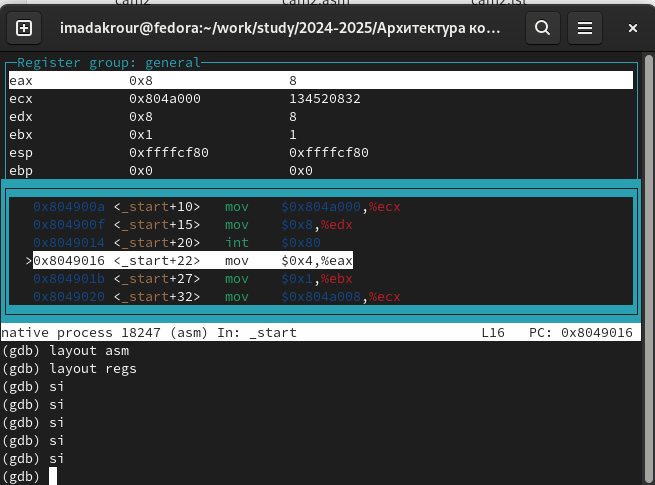 imadakrour@fedora:~/work/study/2024-2025/Архитектура ко...
Register group: general
eax 0x8 8
ecx 0x804a000 134520832
edx 0x8 8
ebx 0x1 1
esp 0xffffcf80 0xffffcf80
ebp 0x0 0x0
0x804900a <_start+10> mov $0x804a000,%ecx
0x804900f <_start+15> mov $0x8,%edx
0x8049014 <_start+20> int $0x80
>0x8049016 <_start+22> mov $0x4,%eax
0x804901b <_start+27> mov $0x1,%ebx
0x8049020 <_start+32> mov $0x804a008,%ecx
native process 18247 (asm) In: _start L16 PC: 0x8049016
(gdb) layout asm
(gdb) layout regs
(gdb) si
(gdb) si
(gdb) si
(gdb) si
(gdb) si
(gdb)